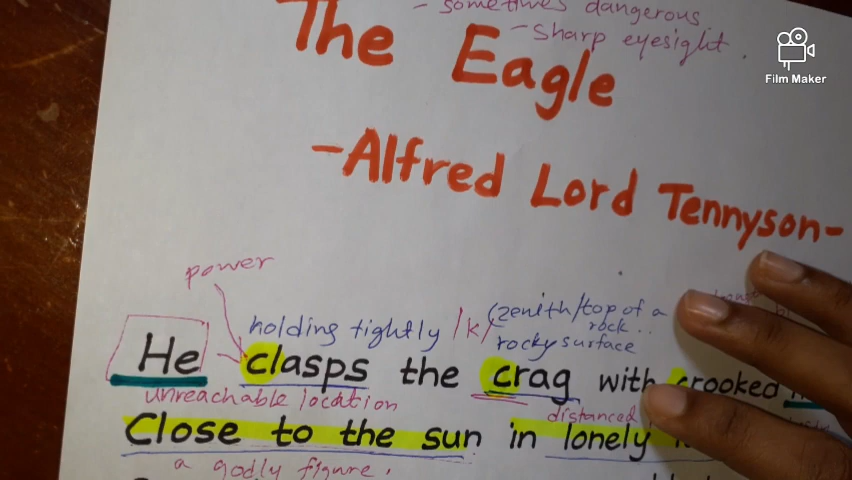 - sometimes dangerous
- sharp eyesight.
Film Maker
The Eagle
-Alfred Lord Tennyson-
power
holding tightly /k/ (zenith/top of a
rock..
rocky surface
He clasps the crag with crooked
unreachable location
distanced
Close to the sun in lonely
a godly figure.